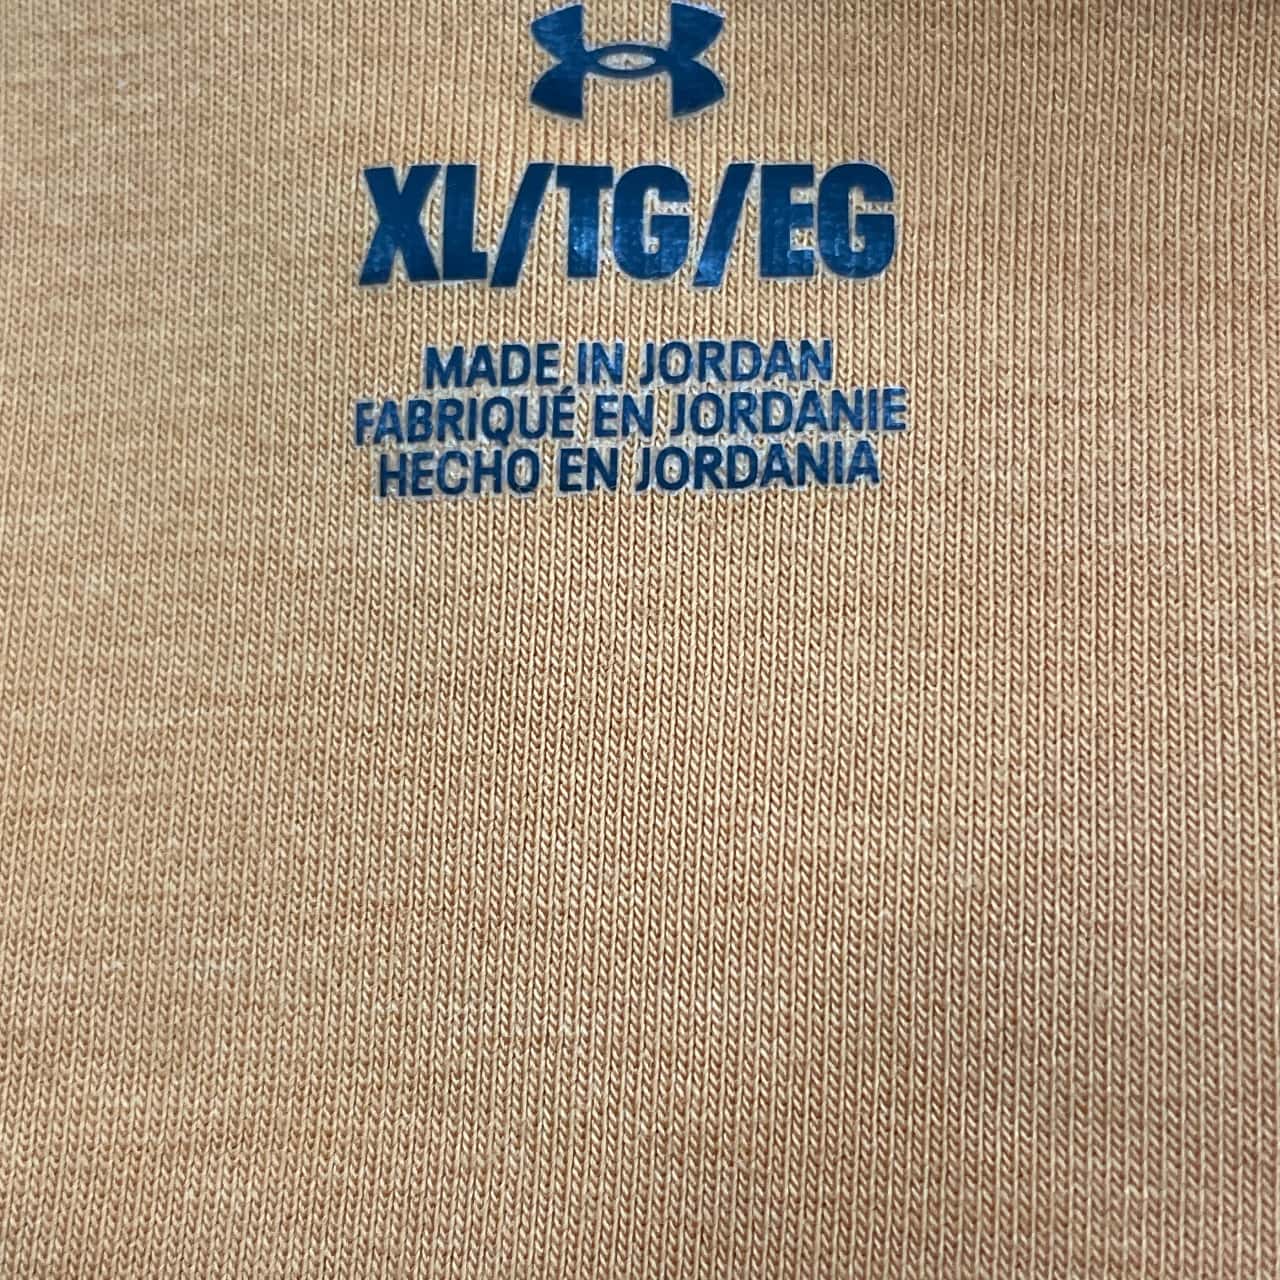 XL/TG/EG
MADE IN JORDAN
FABRIQUÉ EN JORDANIE
HECHO EN JORDANIA